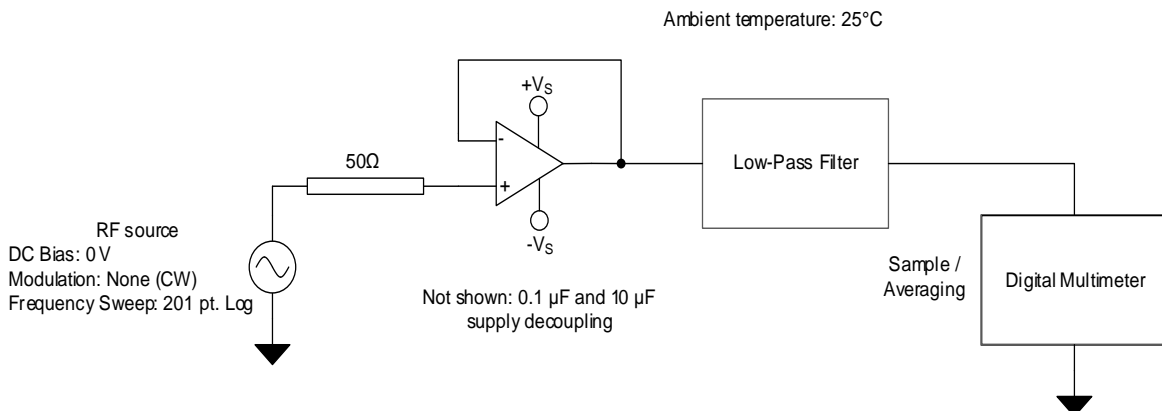 Ambient temperature: 25°C
+VS
50Ω
-
+
Low-Pass Filter
-VS
RF source
DC Bias: 0 V
Modulation: None (CW)
Frequency Sweep: 201 pt. Log
Not shown: 0.1 µF and 10 µF
supply decoupling
Sample /
Averaging
Digital Multimeter